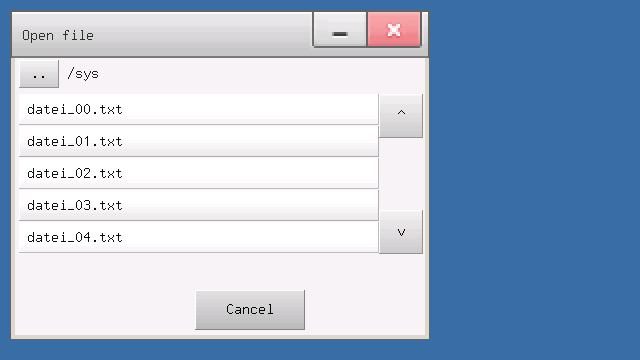 Open file
.. /sys
datei_00.txt
^
datei_01.txt
datei_02.txt
datei_03.txt
datei_04.txt
v
Cancel